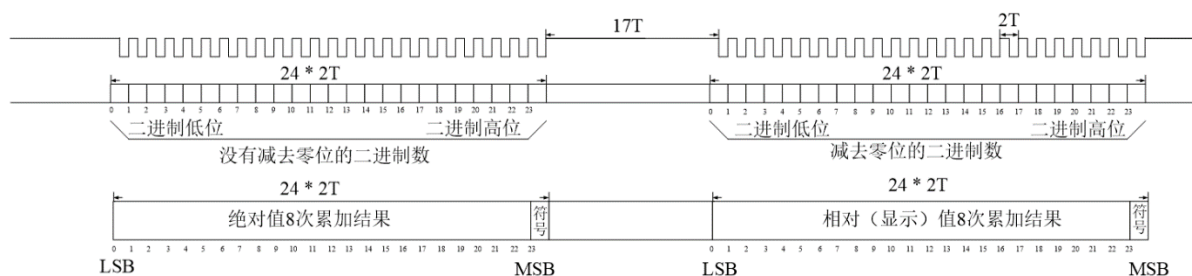 17T
2T
24 * 2T
24 * 2T
0 1 2 3 4 5 6 7 8 9 10 11 12 13 14 15 16 17 18 19 20 21 22 23
0 1 2 3 4 5 6 7 8 9 10 11 12 13 14 15 16 17 18 19 20 21 22 23
二进制低位 二进制高位
二进制低位 二进制高位
没有减去零位的二进制数
减去零位的二进制数
24 * 2T
24 * 2T
绝对值8次累加结果
符号
相对（显示）值8次累加结果
符号
0 1 2 3 4 5 6 7 8 9 10 11 12 13 14 15 16 17 18 19 20 21 22 23
0 1 2 3 4 5 6 7 8 9 10 11 12 13 14 15 16 17 18 19 20 21 22 23
LSB MSB
LSB MSB